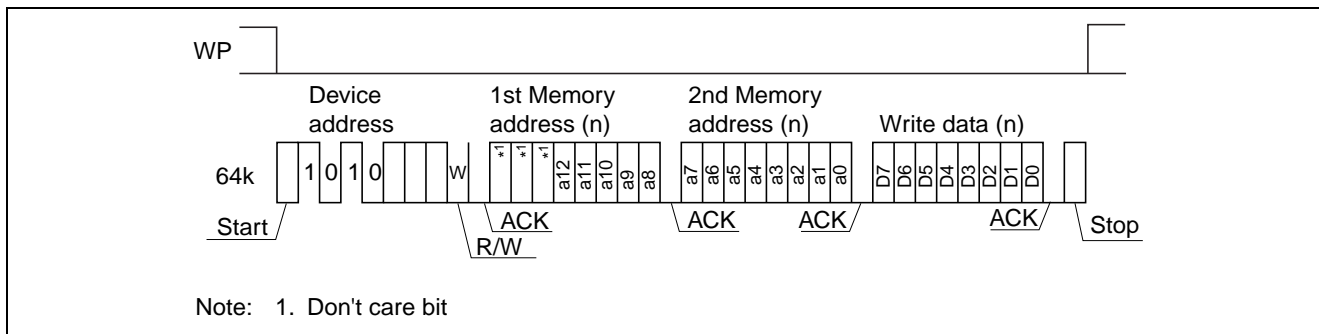 WP
Device address
1st Memory address (n)
2nd Memory address (n)
Write data (n)
64k
1 0 1 0 W *1 *1 *1 a12 a11 a10 a9 a8 a7 a6 a5 a4 a3 a2 a1 a0 D7 D6 D5 D4 D3 D2 D1 D0
Start
R/W
ACK
ACK
ACK
ACK
Stop
Note: 1. Don't care bit